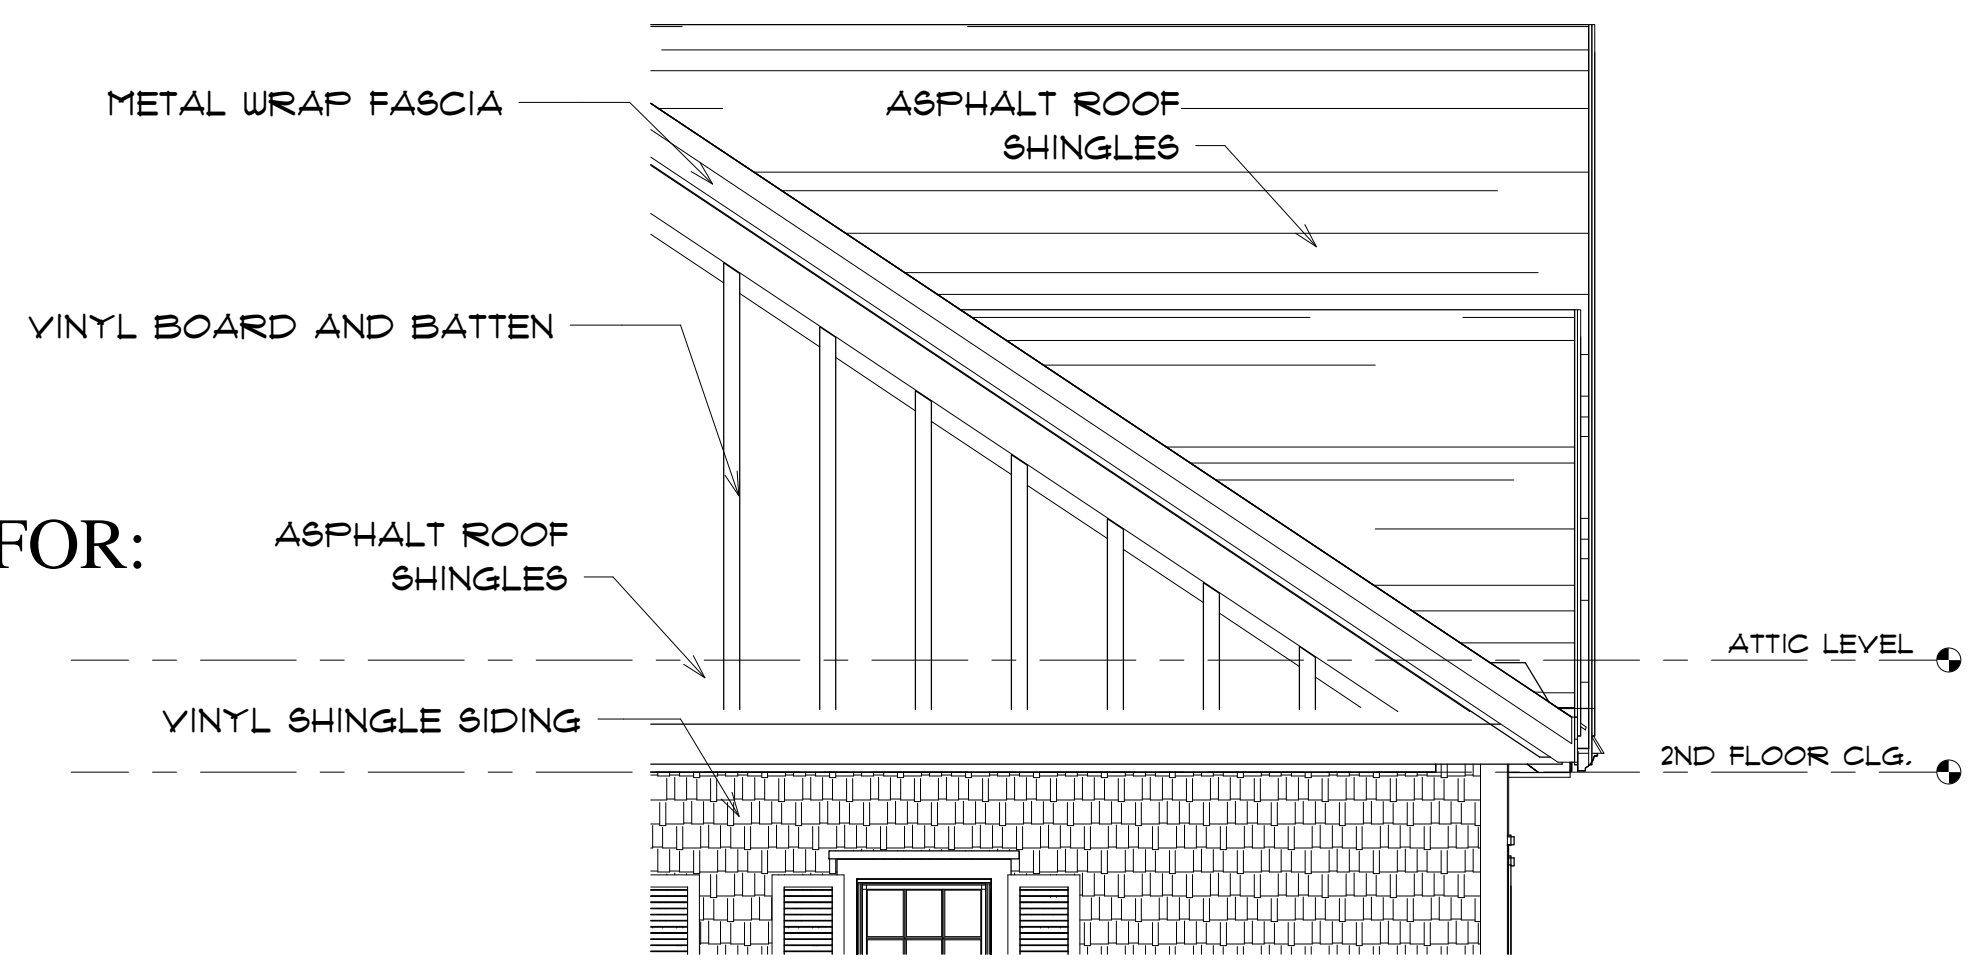 METAL WRAP FASCIA
ASPHALT ROOF
SHINGLES
VINYL BOARD AND BATTEN
FOR:
ASPHALT ROOF
SHINGLES
ATTIC LEVEL
VINYL SHINGLE SIDING
2ND FLOOR CLG.